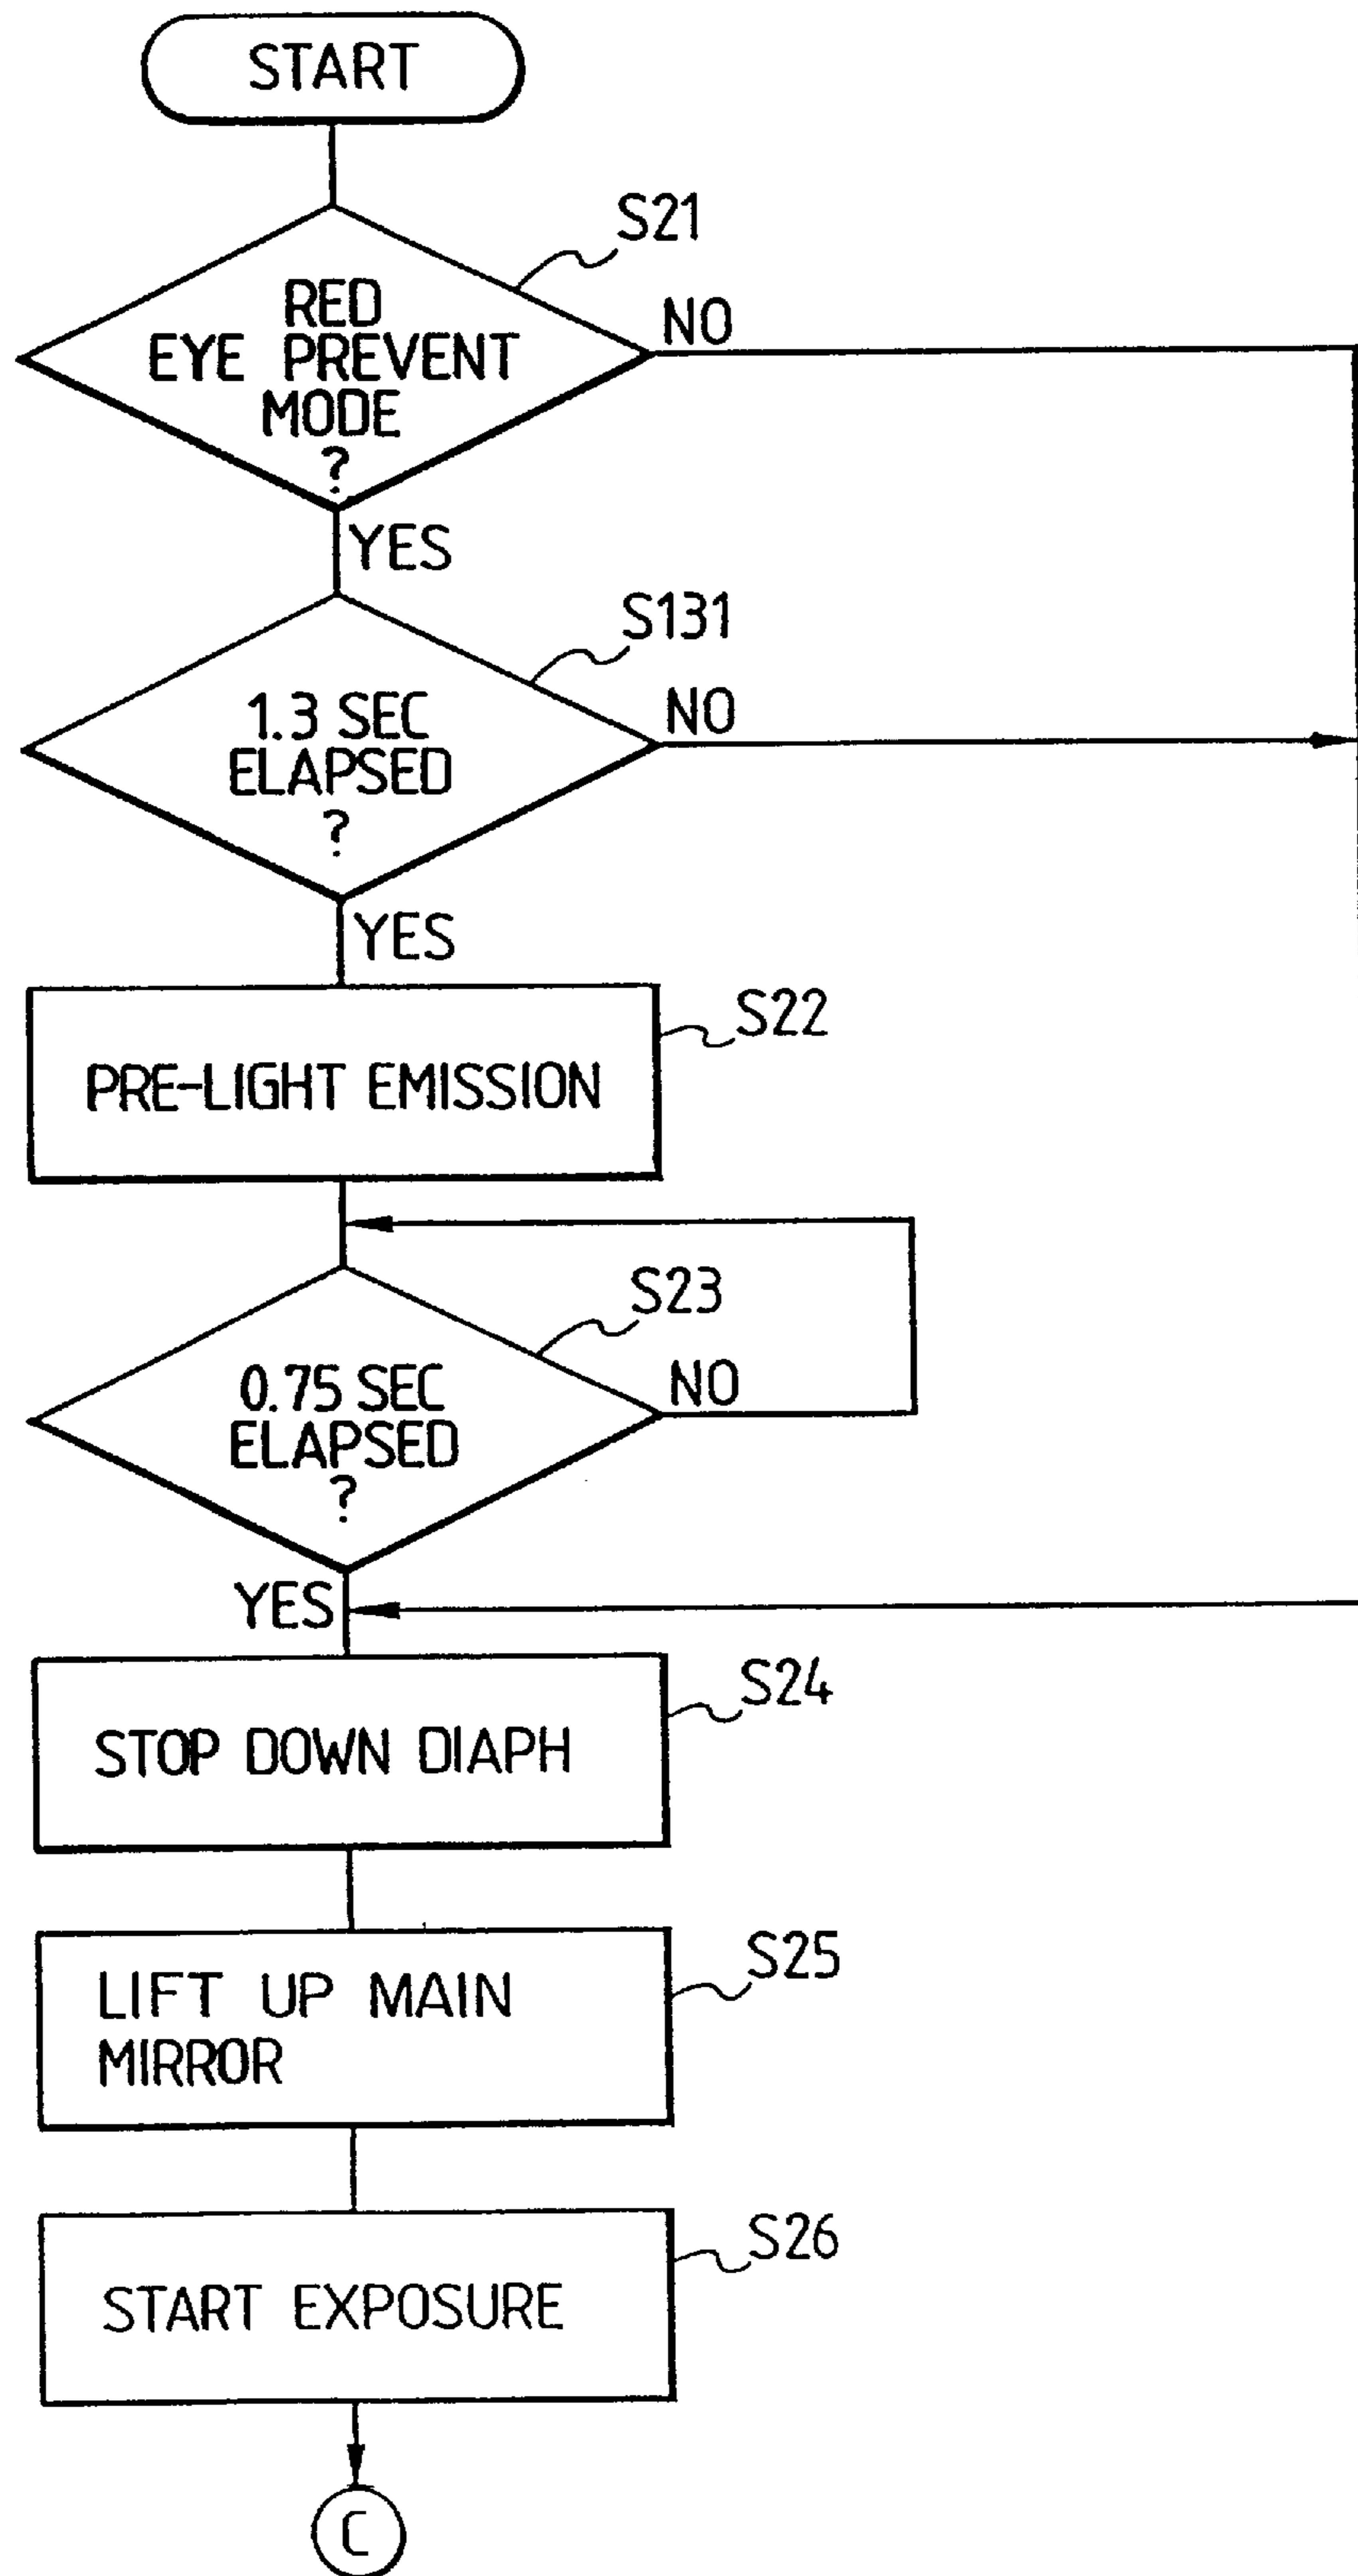 START
S21
RED
EYE PREVENT
MODE
?
NO
YES
S131
1.3 SEC
ELAPSED
?
NO
YES
S22
PRE-LIGHT EMISSION
S23
0.75 SEC
ELAPSED
?
NO
YES
S24
STOP DOWN DIAPH
S25
LIFT UP MAIN
MIRROR
S26
START EXPOSURE
C